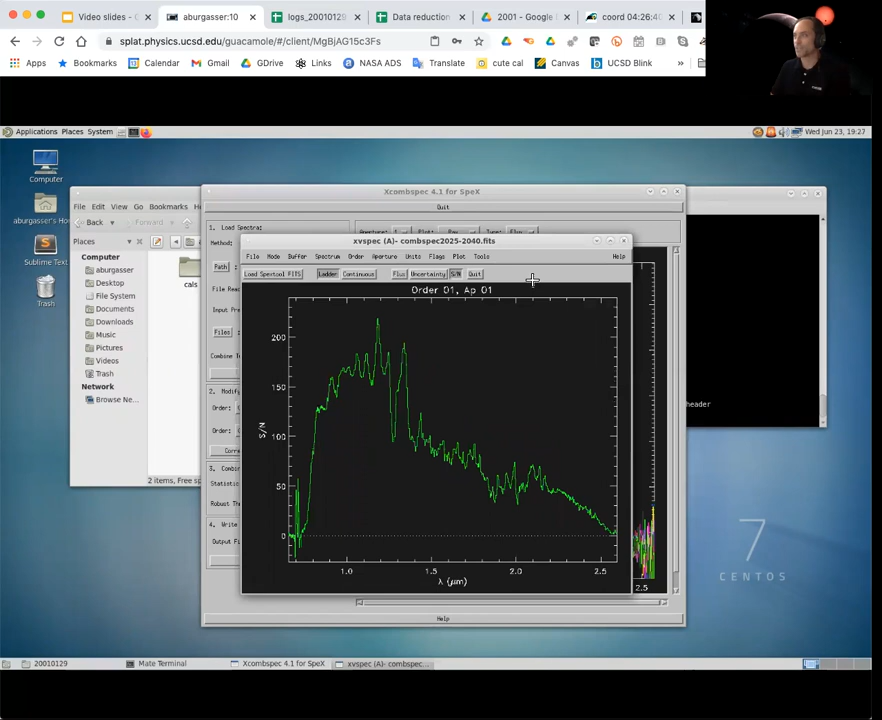 Video slides - G
aburgasser:10
logs_20010129
Data reduction
2001 - Google
coord 04:26:40
splat.physics.ucsd.edu/guacamole/#/client/MgBjAG15c3Fs
Apps
Bookmarks
Calendar
Gmail
GDrive
Links
NASA ADS
Translate
cute cal
Canvas
UCSD Blink
»
Applications Places System
Wed Jun 23, 19:27
Computer
aburgasser's Ho
Sublime Text
Trash
File Edit View Go Bookmarks
Back Forward
Places
aburgasser
Desktop
File System
Documents
Downloads
Music
Pictures
Videos
Trash
Network
Browse Ne...
cals
2 items, Free s
Xcombspec 4.1 for SpeX
Quit
1. Load Spectra:
Method:
Path
File Rea
Input Pre
Files
Combine T
2. Modif
Order:
Order:
Corre
3. Combin
Statistic
Robust Th
4. Write
Output Fi
Help
xvspec (A)- combspec2025-2040.fits
File Mode Buffer Spectrum Order Aperture Units Flags Plot Tools Help
Load Spextool FITS Ladder Continuous Flux Uncertainty S/N Quit
Order 01, Ap 01
S/N
200
150
100
50
0
1.0 1.5 2.0 2.5
λ (μm)
2.5
header
7
CENTOS
20010129
Mate Terminal
Xcombspec 4.1 for SpeX
xvspec (A)- combspec...